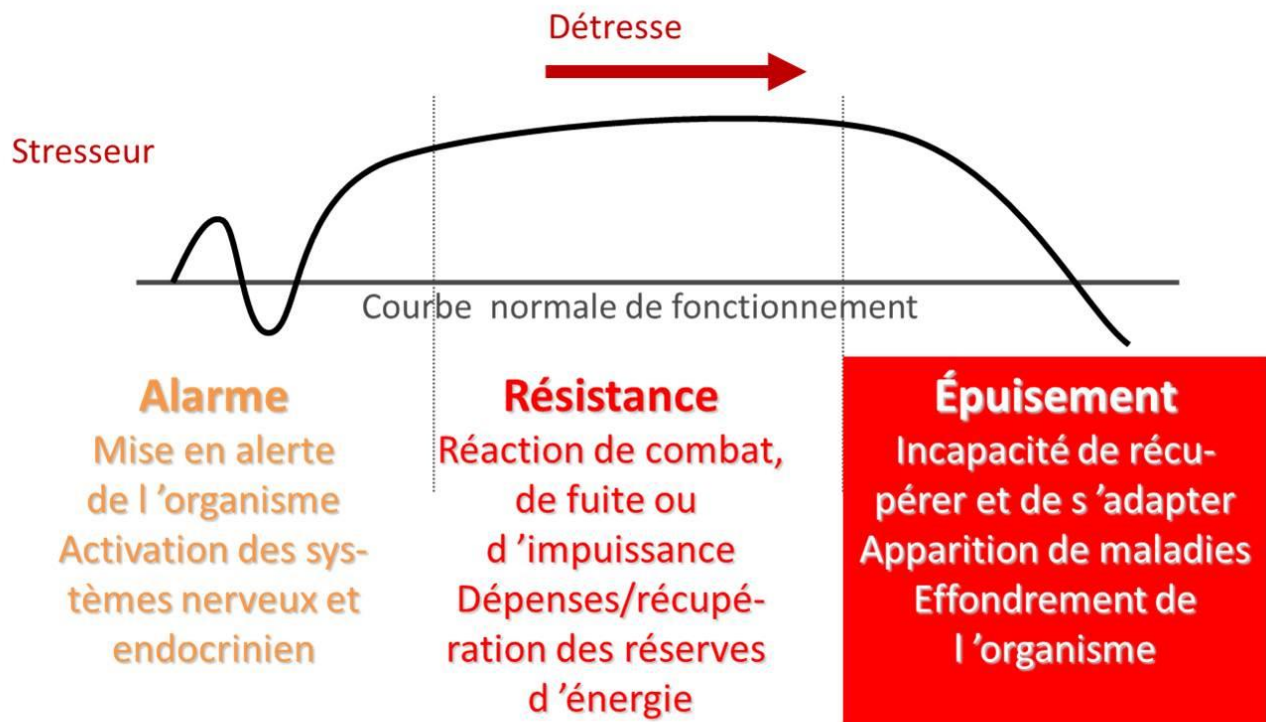 Détresse
Stresseur
Courbe normale de fonctionnement
Alarme
Mise en alerte
de l ’organisme
Activation des sys-
tèmes nerveux et
endocrinien
Résistance
Réaction de combat,
de fuite ou
d ’impuissance
Dépenses/récupé-
ration des réserves
d ’énergie
Épuisement
Incapacité de récu-
pérer et de s ’adapter
Apparition de maladies
Effondrement de
l ’organisme